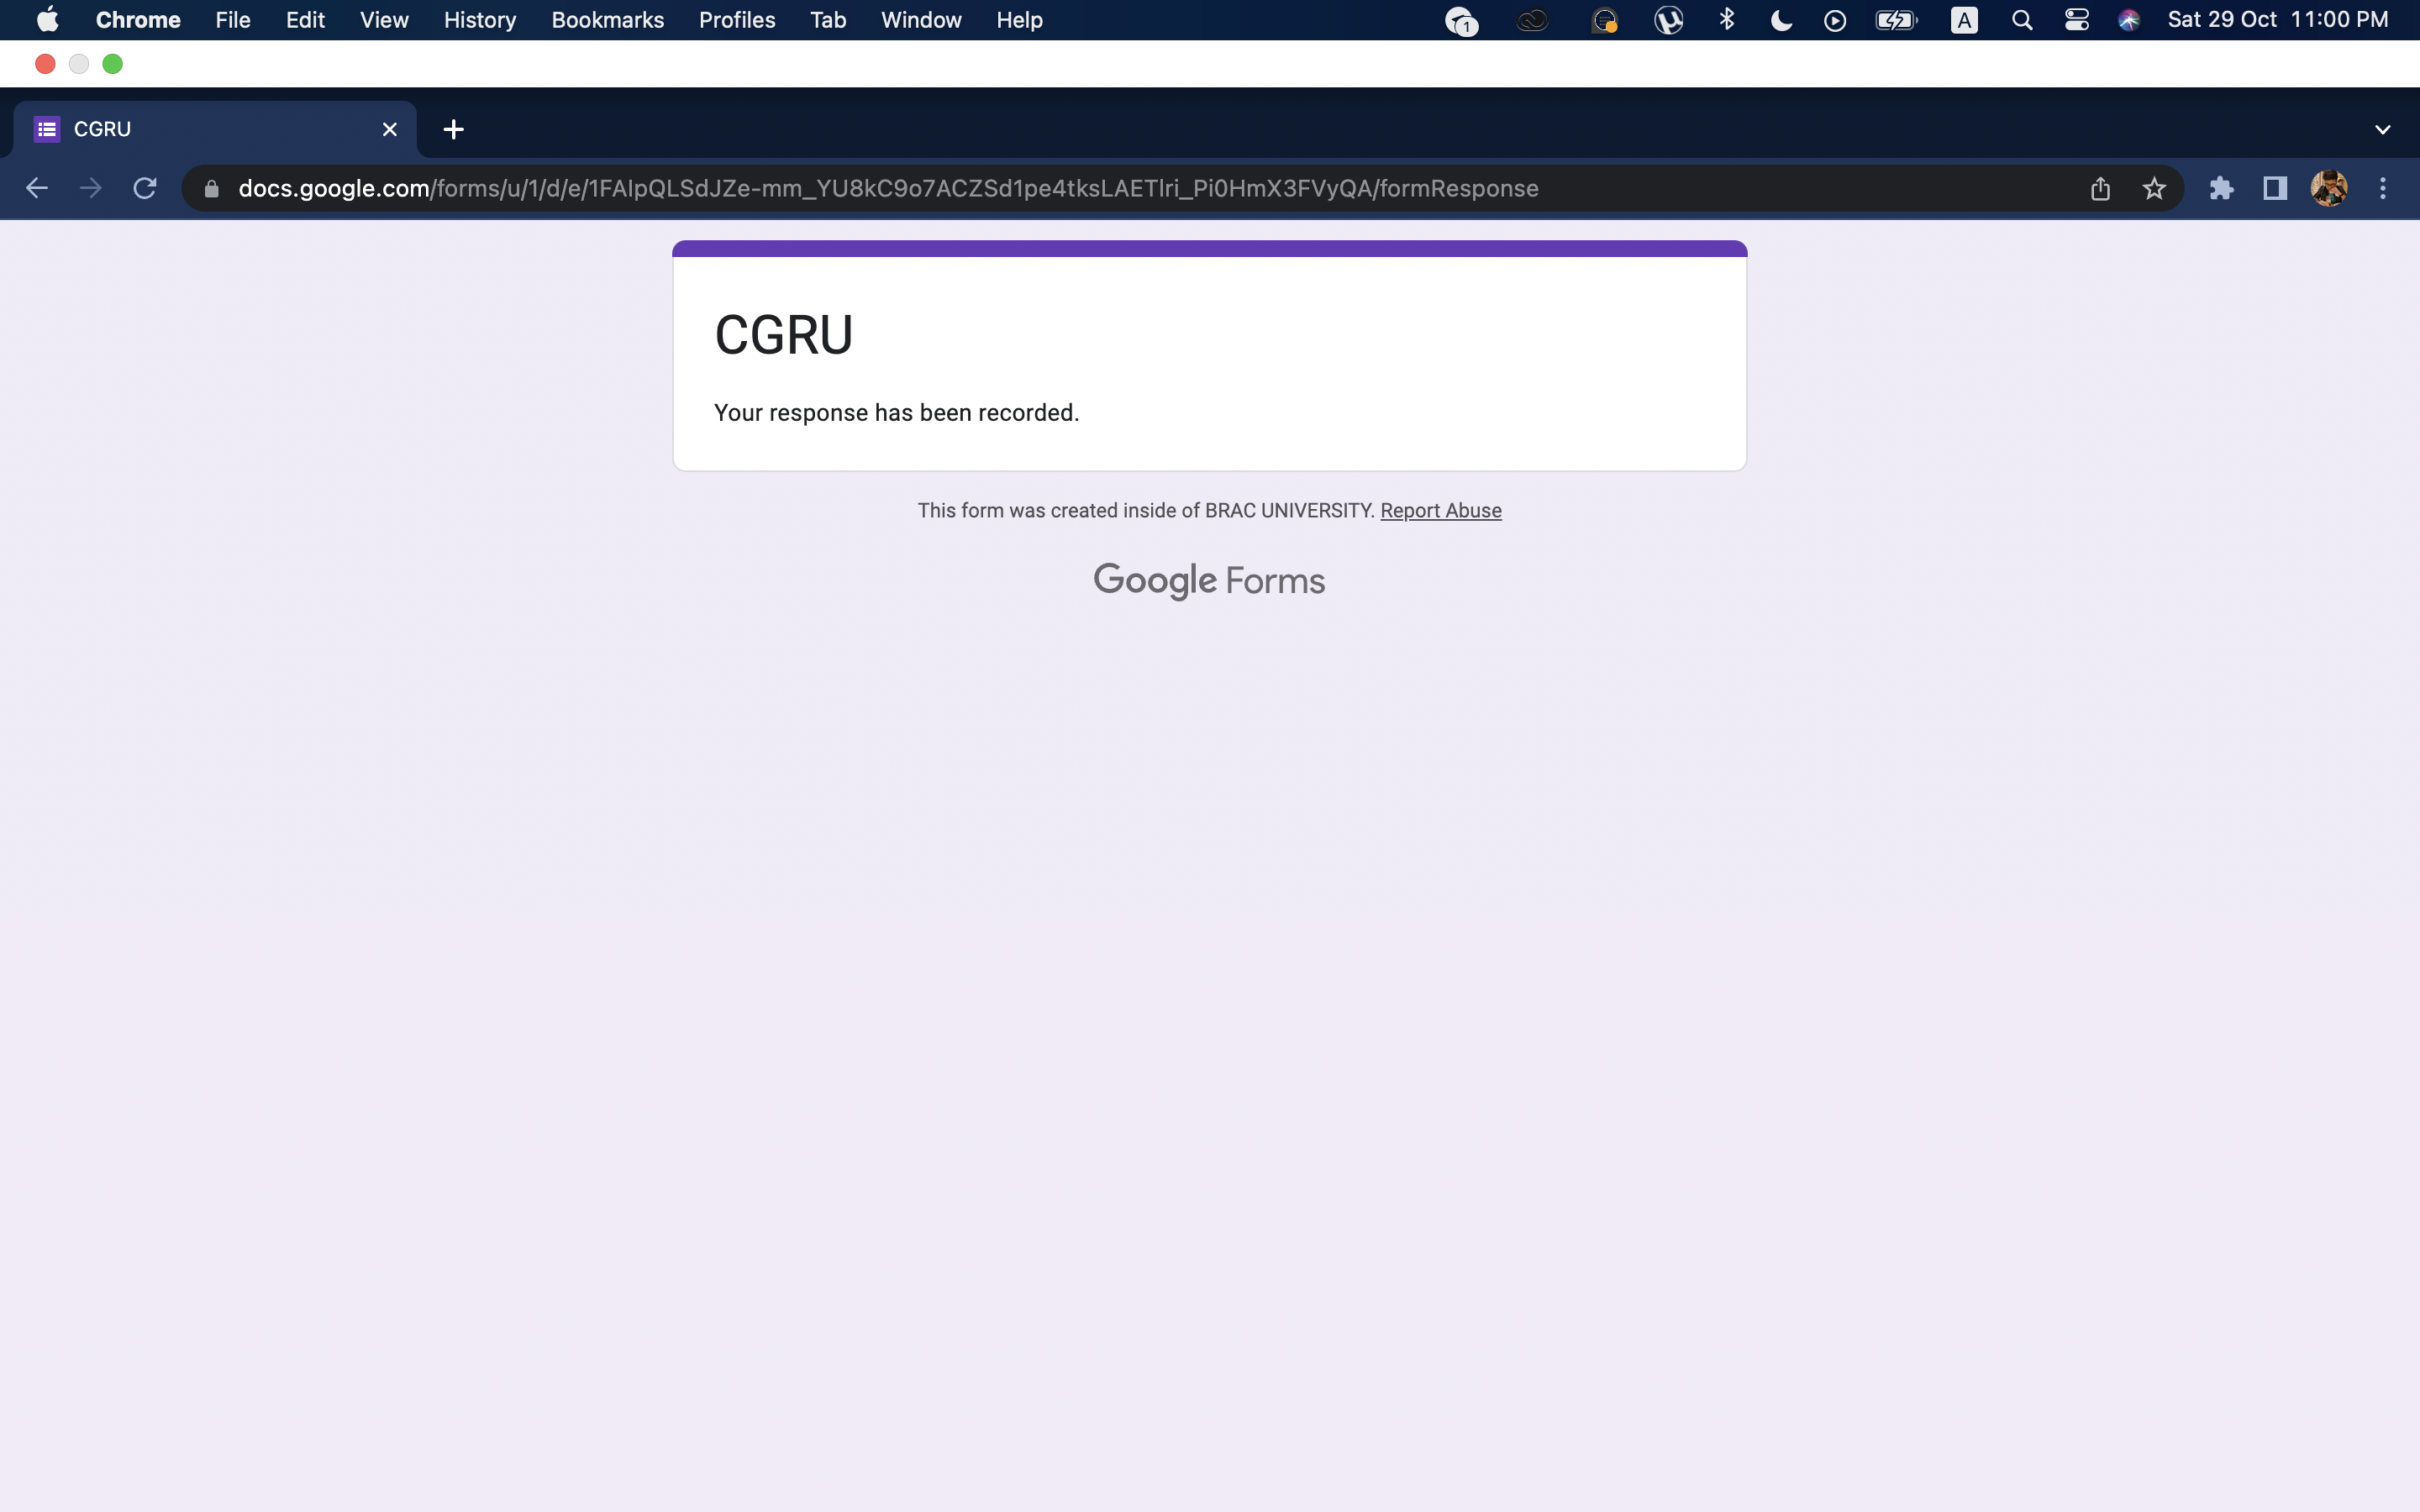 Chrome File Edit View History Bookmarks Profiles Tab Window Help 1 A Sat 29 Oct 11:00 PM
CGRU
docs.google.com/forms/u/1/d/e/1FAIpQLSdJZe-mm_YU8kC9o7ACZSd1pe4tksLAETlri_Pi0HmX3FVyQA/formResponse
CGRU
Your response has been recorded.
This form was created inside of BRAC UNIVERSITY. Report Abuse
Google Forms